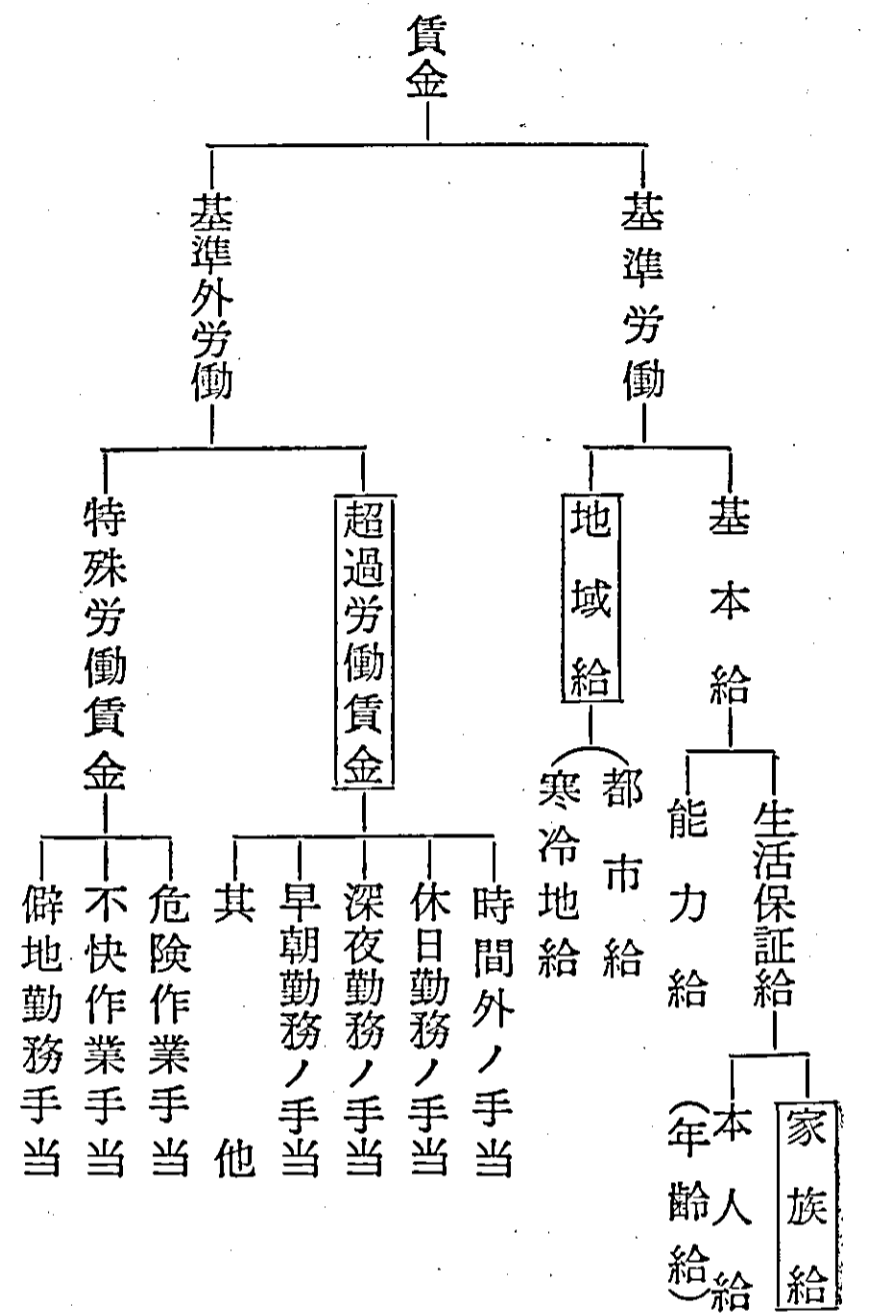 賃金
基準労働
基本給
生活保証給
家族給
本人給
（年齢給）
能力給
地域給
都市給
寒冷地給
基準外労働
超過労働賃金
時間外ノ手当
休日勤務ノ手当
深夜勤務ノ手当
早朝勤務ノ手当
其他
特殊労働賃金
危険作業手当
不快作業手当
僻地勤務手当